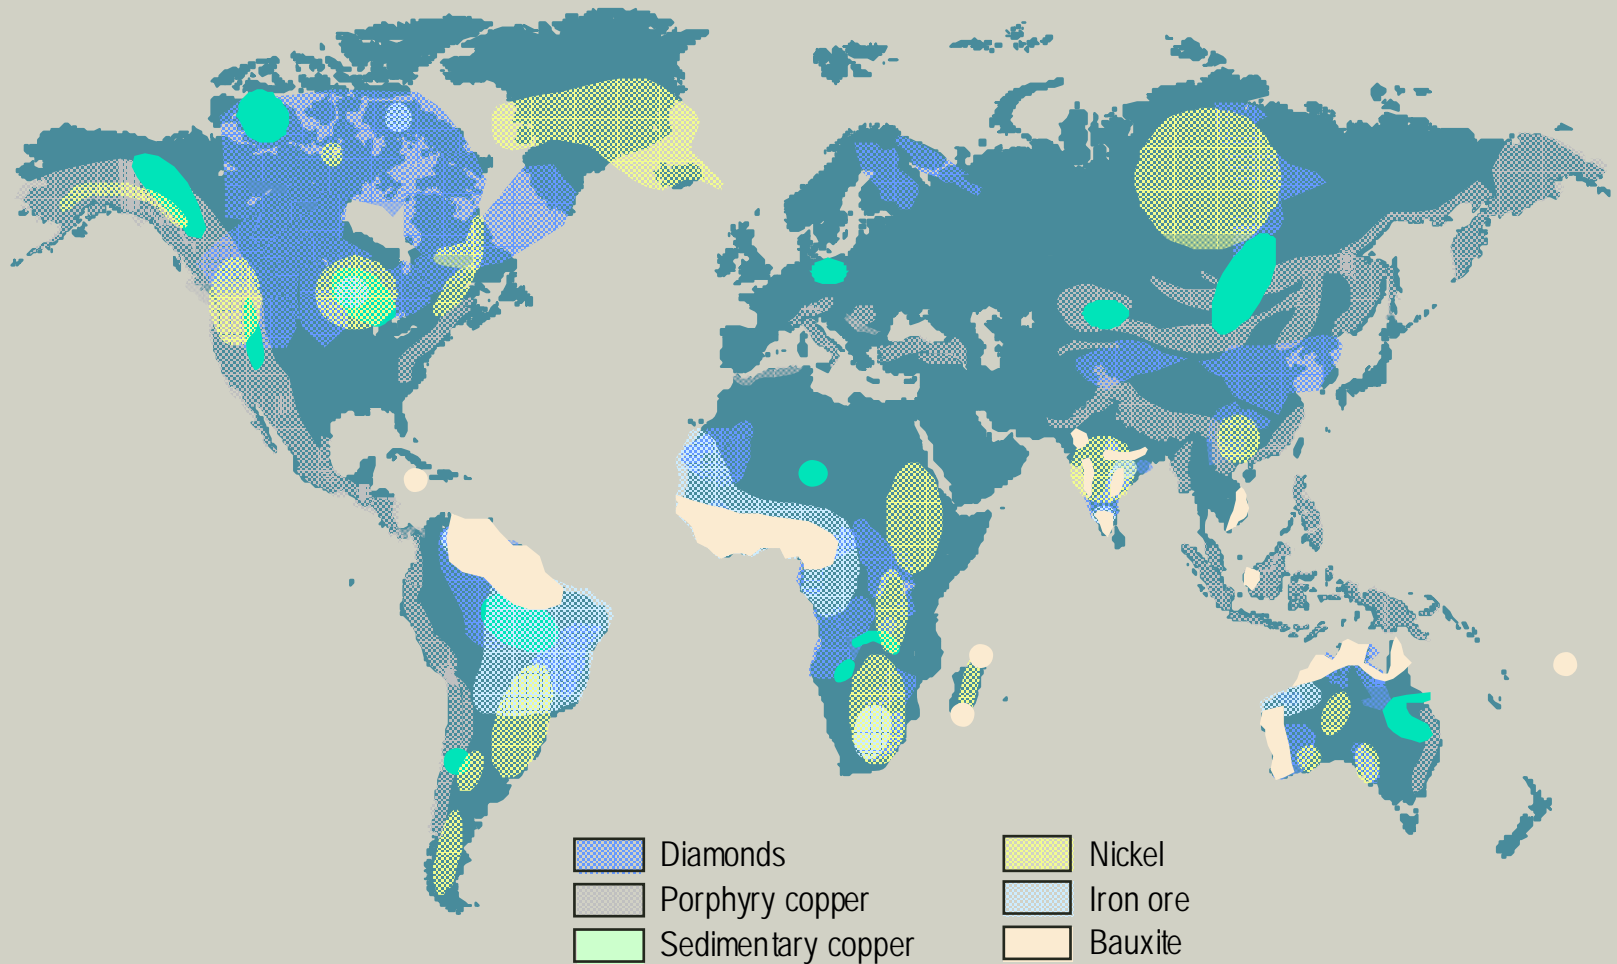 Diamonds
Porphyry copper
Sedimentary copper
Nickel
Iron ore
Bauxite